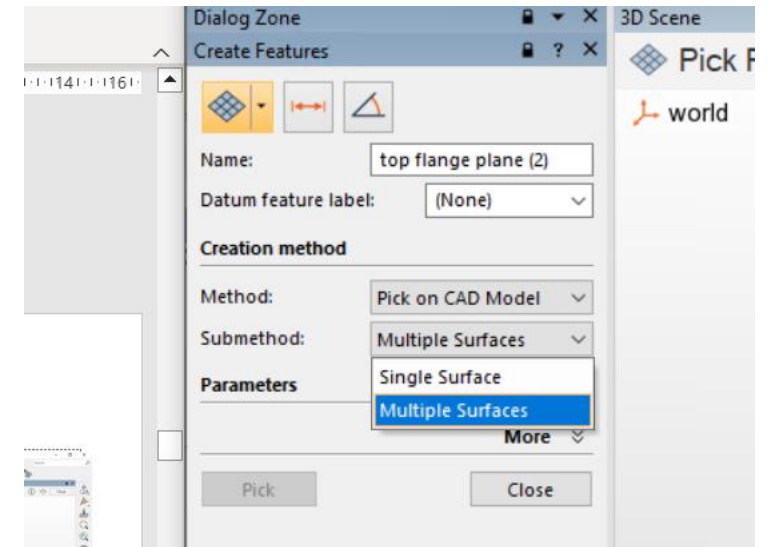 Dialog Zone
Create Features
?
Name:
top flange plane (2)
Datum feature label:
(None)
Creation method
Method:
Pick on CAD Model
Submethod:
Multiple Surfaces
Single Surface
Multiple Surfaces
Parameters
More
Pick
Close
3D Scene
Pick
world
14
16